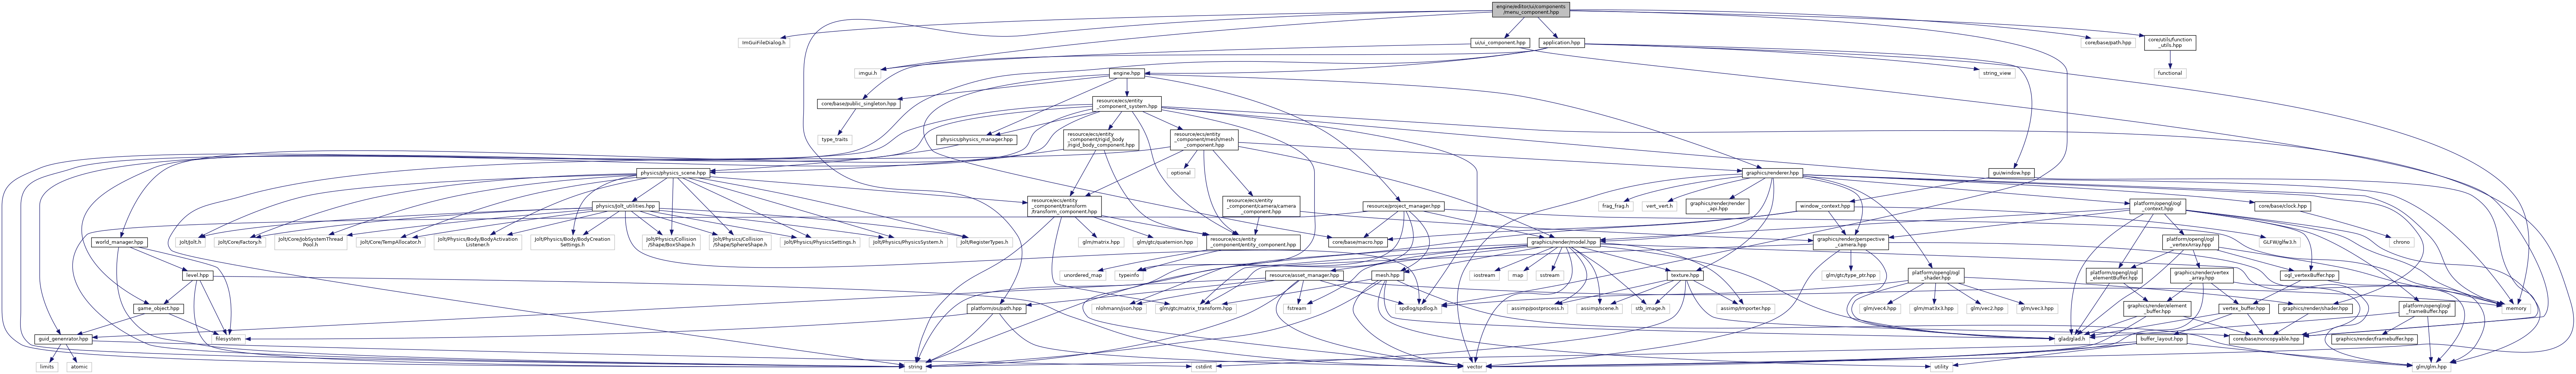 engine/editor/ui/components
/menu_component.hpp
ImGuiFileDialog.h
ui/ui_component.hpp
application.hpp
core/base/path.hpp
core/utils/function
_utils.hpp
imgui.h
engine.hpp
string_view
functional
core/base/public_singleton.hpp
resource/ecs/entity
_component_system.hpp
type_traits
physics/physics_manager.hpp
resource/ecs/entity
_component/rigid_body
/rigid_body_component.hpp
resource/ecs/entity
_component/mesh/mesh
_component.hpp
physics/physics_scene.hpp
optional
graphics/renderer.hpp
gui/window.hpp
physics/jolt_utilities.hpp
resource/ecs/entity
_component/transform
/transform_component.hpp
resource/ecs/entity
_component/camera/camera
_component.hpp
resource/project_manager.hpp
frag_frag.h
vert_vert.h
graphics/render/render
_api.hpp
window_context.hpp
platform/opengl/ogl
_context.hpp
core/base/clock.hpp
world_manager.hpp
Jolt/Jolt.h
Jolt/Core/Factory.h
Jolt/Core/JobSystemThread
Pool.h
Jolt/Core/TempAllocator.h
Jolt/Physics/Body/BodyActivation
Listener.h
Jolt/Physics/Body/BodyCreation
Settings.h
Jolt/Physics/Collision
/Shape/BoxShape.h
Jolt/Physics/Collision
/Shape/SphereShape.h
Jolt/Physics/PhysicsSettings.h
Jolt/Physics/PhysicsSystem.h
Jolt/RegisterTypes.h
glm/matrix.hpp
glm/gtc/quaternion.hpp
resource/ecs/entity
_component/entity_component.hpp
core/base/macro.hpp
graphics/render/model.hpp
graphics/render/perspective
_camera.hpp
platform/opengl/ogl
_vertexArray.hpp
GLFW/glfw3.h
chrono
level.hpp
unordered_map
typeinfo
resource/asset_manager.hpp
mesh.hpp
iostream
map
sstream
texture.hpp
glm/gtc/type_ptr.hpp
platform/opengl/ogl
_shader.hpp
platform/opengl/ogl
_elementBuffer.hpp
graphics/render/vertex
_array.hpp
ogl_vertexBuffer.hpp
game_object.hpp
platform/os/path.hpp
nlohmann/json.hpp
glm/gtc/matrix_transform.hpp
fstream
spdlog/spdlog.h
assimp/postprocess.h
assimp/scene.h
stb_image.h
assimp/Importer.hpp
glm/vec4.hpp
glm/mat3x3.hpp
glm/vec2.hpp
glm/vec3.hpp
graphics/render/element
_buffer.hpp
vertex_buffer.hpp
graphics/render/shader.hpp
platform/opengl/ogl
_frameBuffer.hpp
memory
guid_generator.hpp
filesystem
glad/glad.h
buffer_layout.hpp
core/base/noncopyable.hpp
graphics/render/framebuffer.hpp
limits
atomic
string
cstdint
vector
utility
glm/glm.hpp